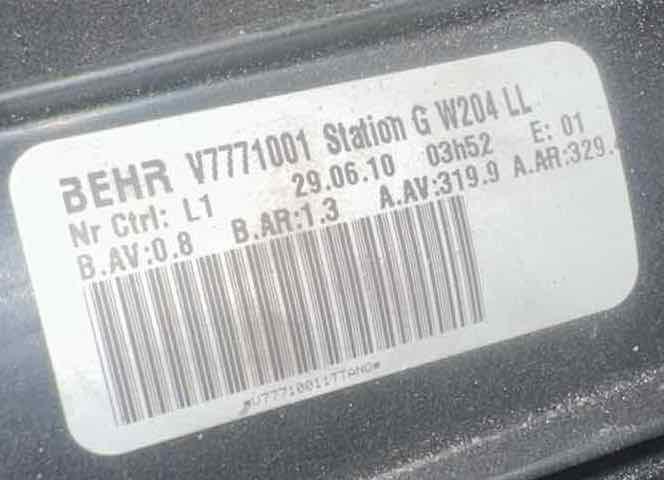 BEHR V7771001 Station G W204 LL
Nr Ctrl: L1 29.06.10 03h52 E: 01
B.AV:0.8 B.AR:1.3 A.AV:319.9 A.AR:329.